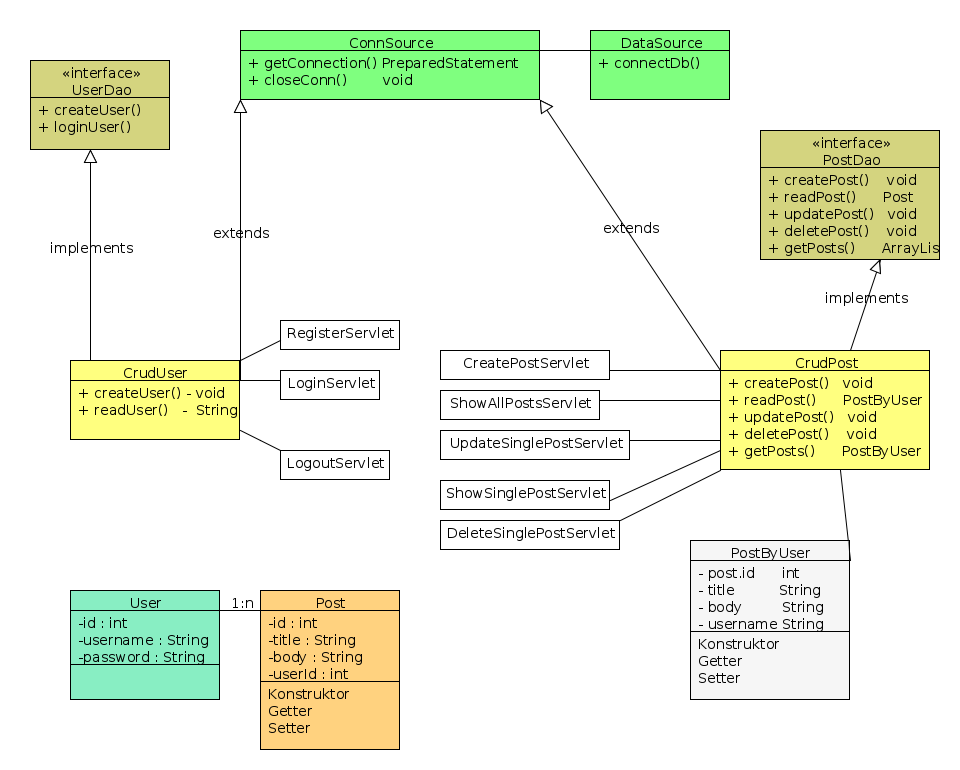 ConnSource
+ getConnection() PreparedStatement
+ closeConn() void
DataSource
+ connectDb()
«interface»
UserDao
+ createUser()
+ loginUser()
«interface»
PostDao
+ createPost() void
+ readPost() Post
+ updatePost() void
+ deletePost() void
+ getPosts() ArrayLis
implements
extends
extends
implements
RegisterServlet
LoginServlet
LogoutServlet
CrudUser
+ createUser() - void
+ readUser() - String
CreatePostServlet
ShowAllPostsServlet
UpdateSinglePostServlet
ShowSinglePostServlet
DeleteSinglePostServlet
CrudPost
+ createPost() void
+ readPost() PostByUser
+ updatePost() void
+ deletePost() void
+ getPosts() PostByUser
PostByUser
- post.id int
- title String
- body String
- username String
Konstruktor
Getter
Setter
User
-id : int
-username : String
-password : String
1:n
Post
-id : int
-title : String
-body : String
-userId : int
Konstruktor
Getter
Setter